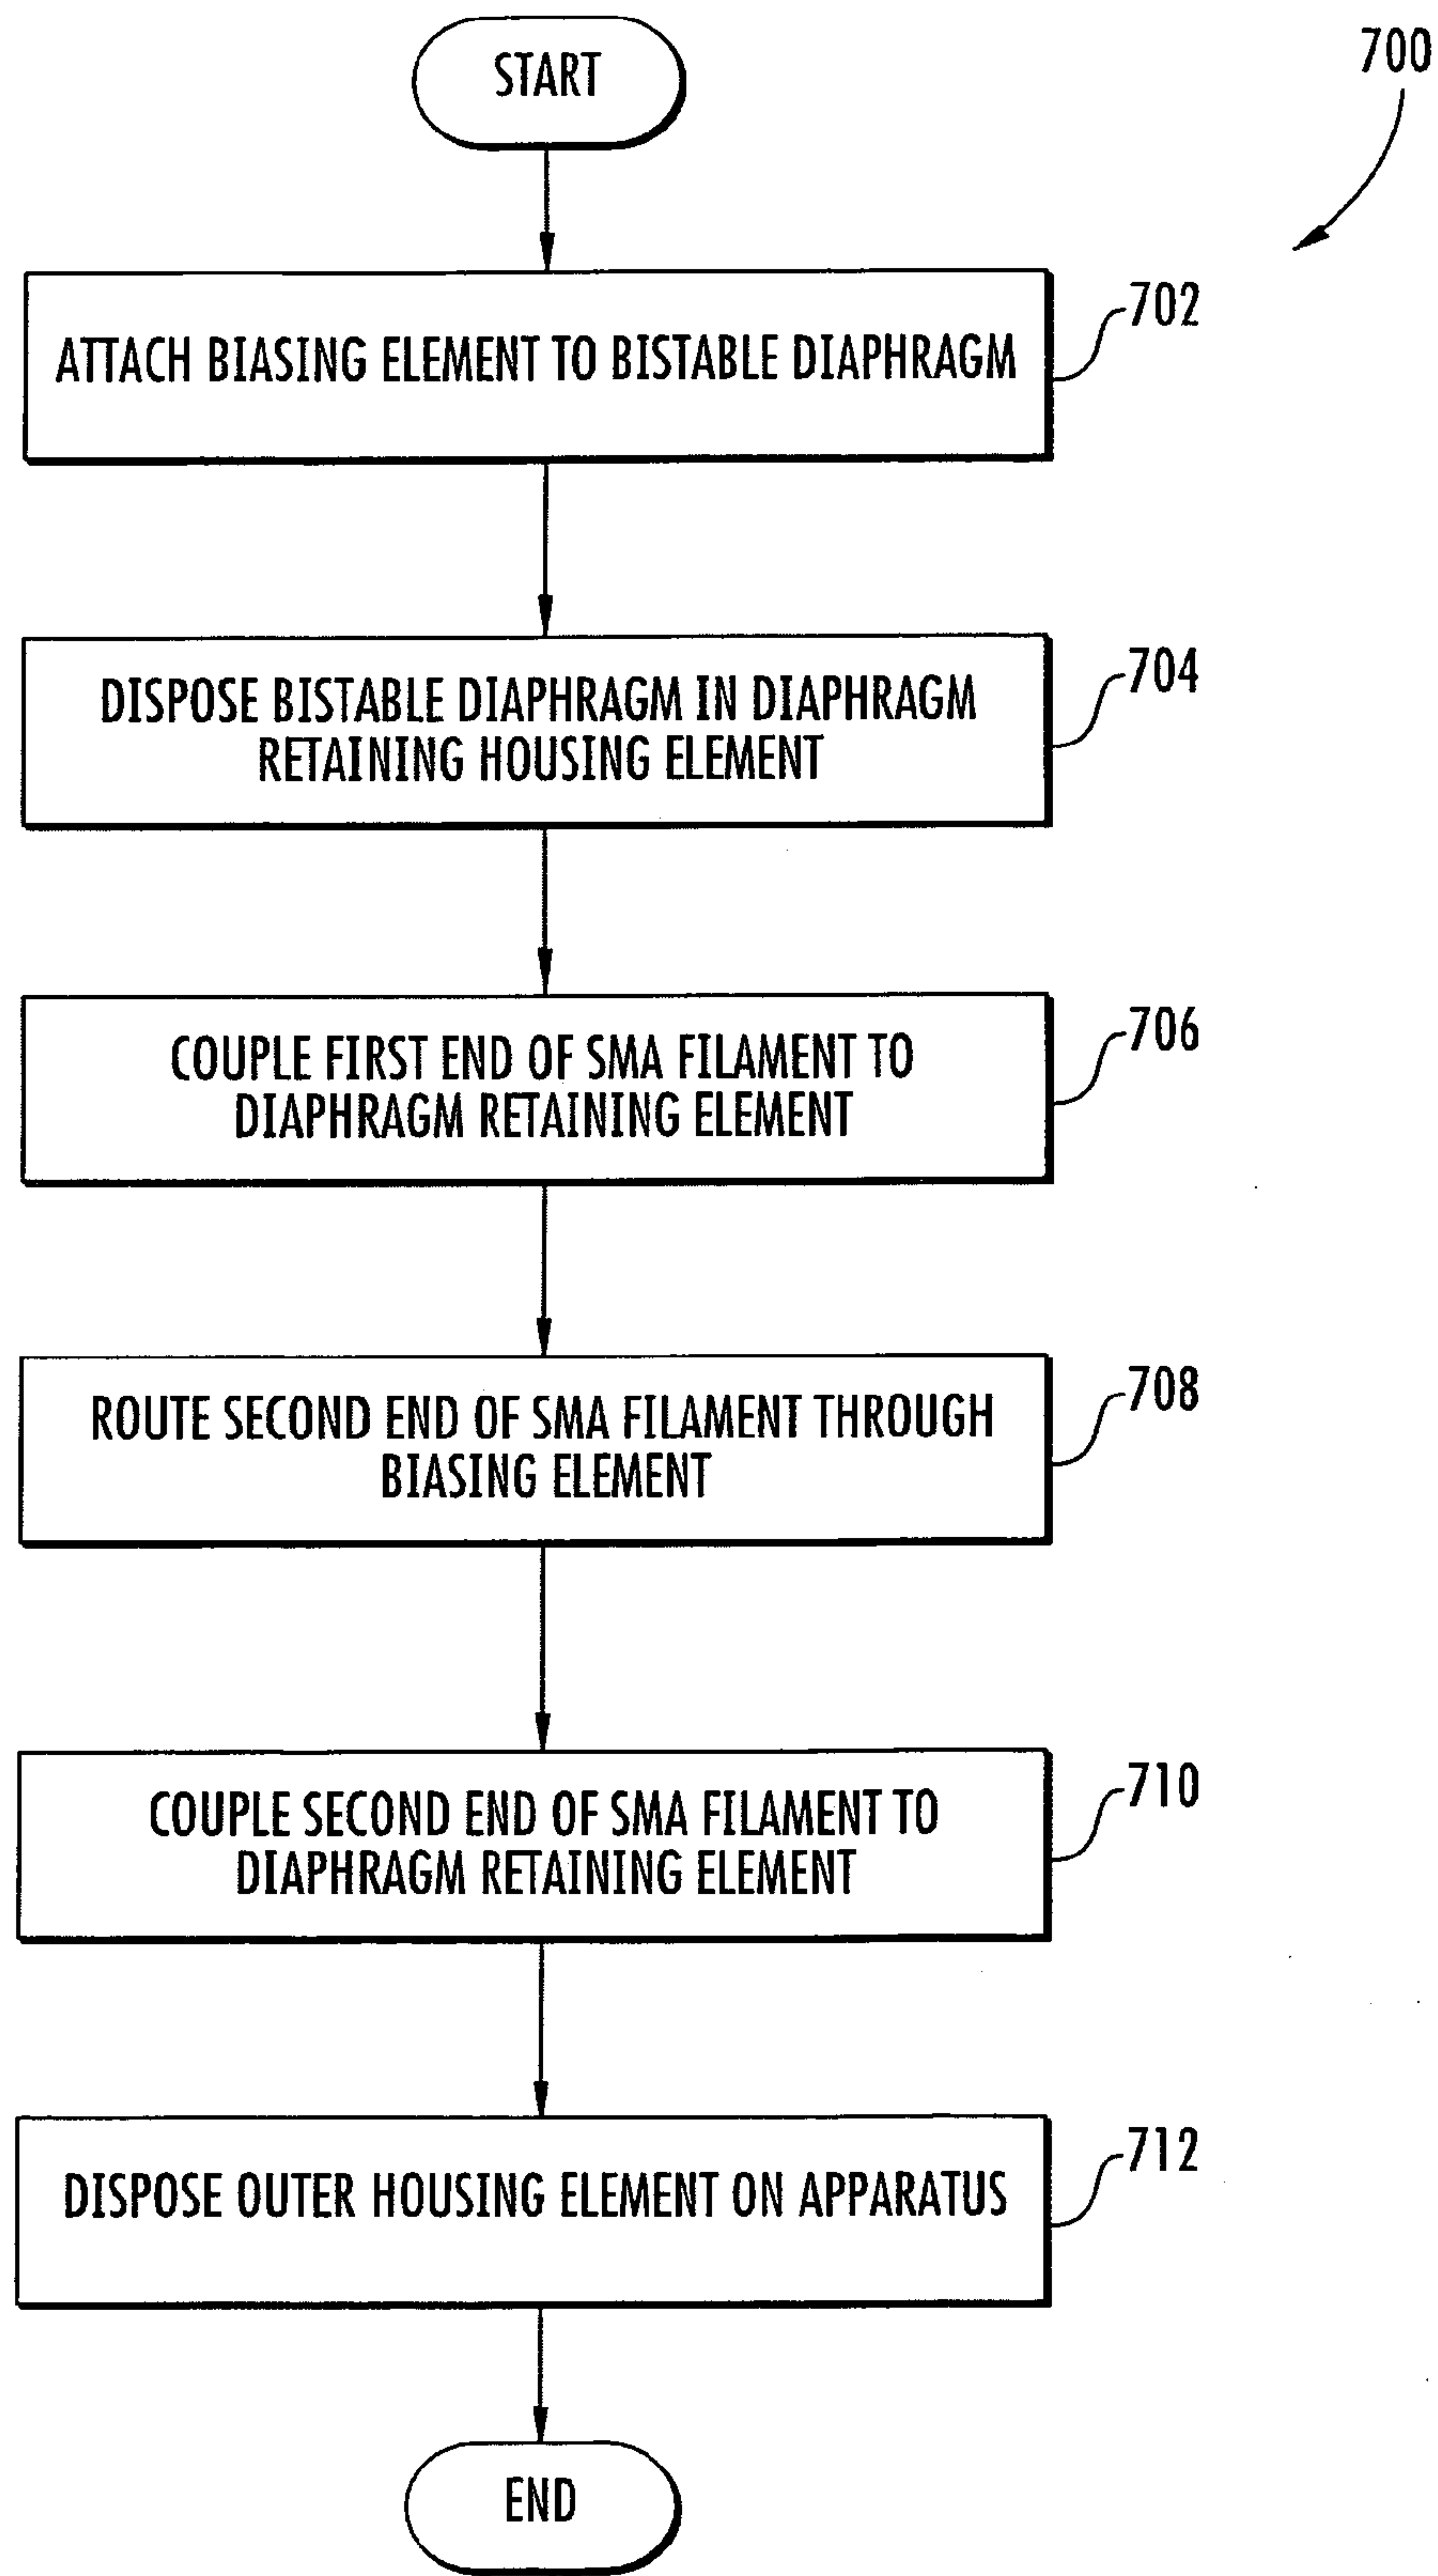 START
700
ATTACH BIASING ELEMENT TO BISTABLE DIAPHRAGM
702
DISPOSE BISTABLE DIAPHRAGM IN DIAPHRAGM
RETAINING HOUSING ELEMENT
704
COUPLE FIRST END OF SMA FILAMENT TO
DIAPHRAGM RETAINING ELEMENT
706
ROUTE SECOND END OF SMA FILAMENT THROUGH
BIASING ELEMENT
708
COUPLE SECOND END OF SMA FILAMENT TO
DIAPHRAGM RETAINING ELEMENT
710
DISPOSE OUTER HOUSING ELEMENT ON APPARATUS
712
END